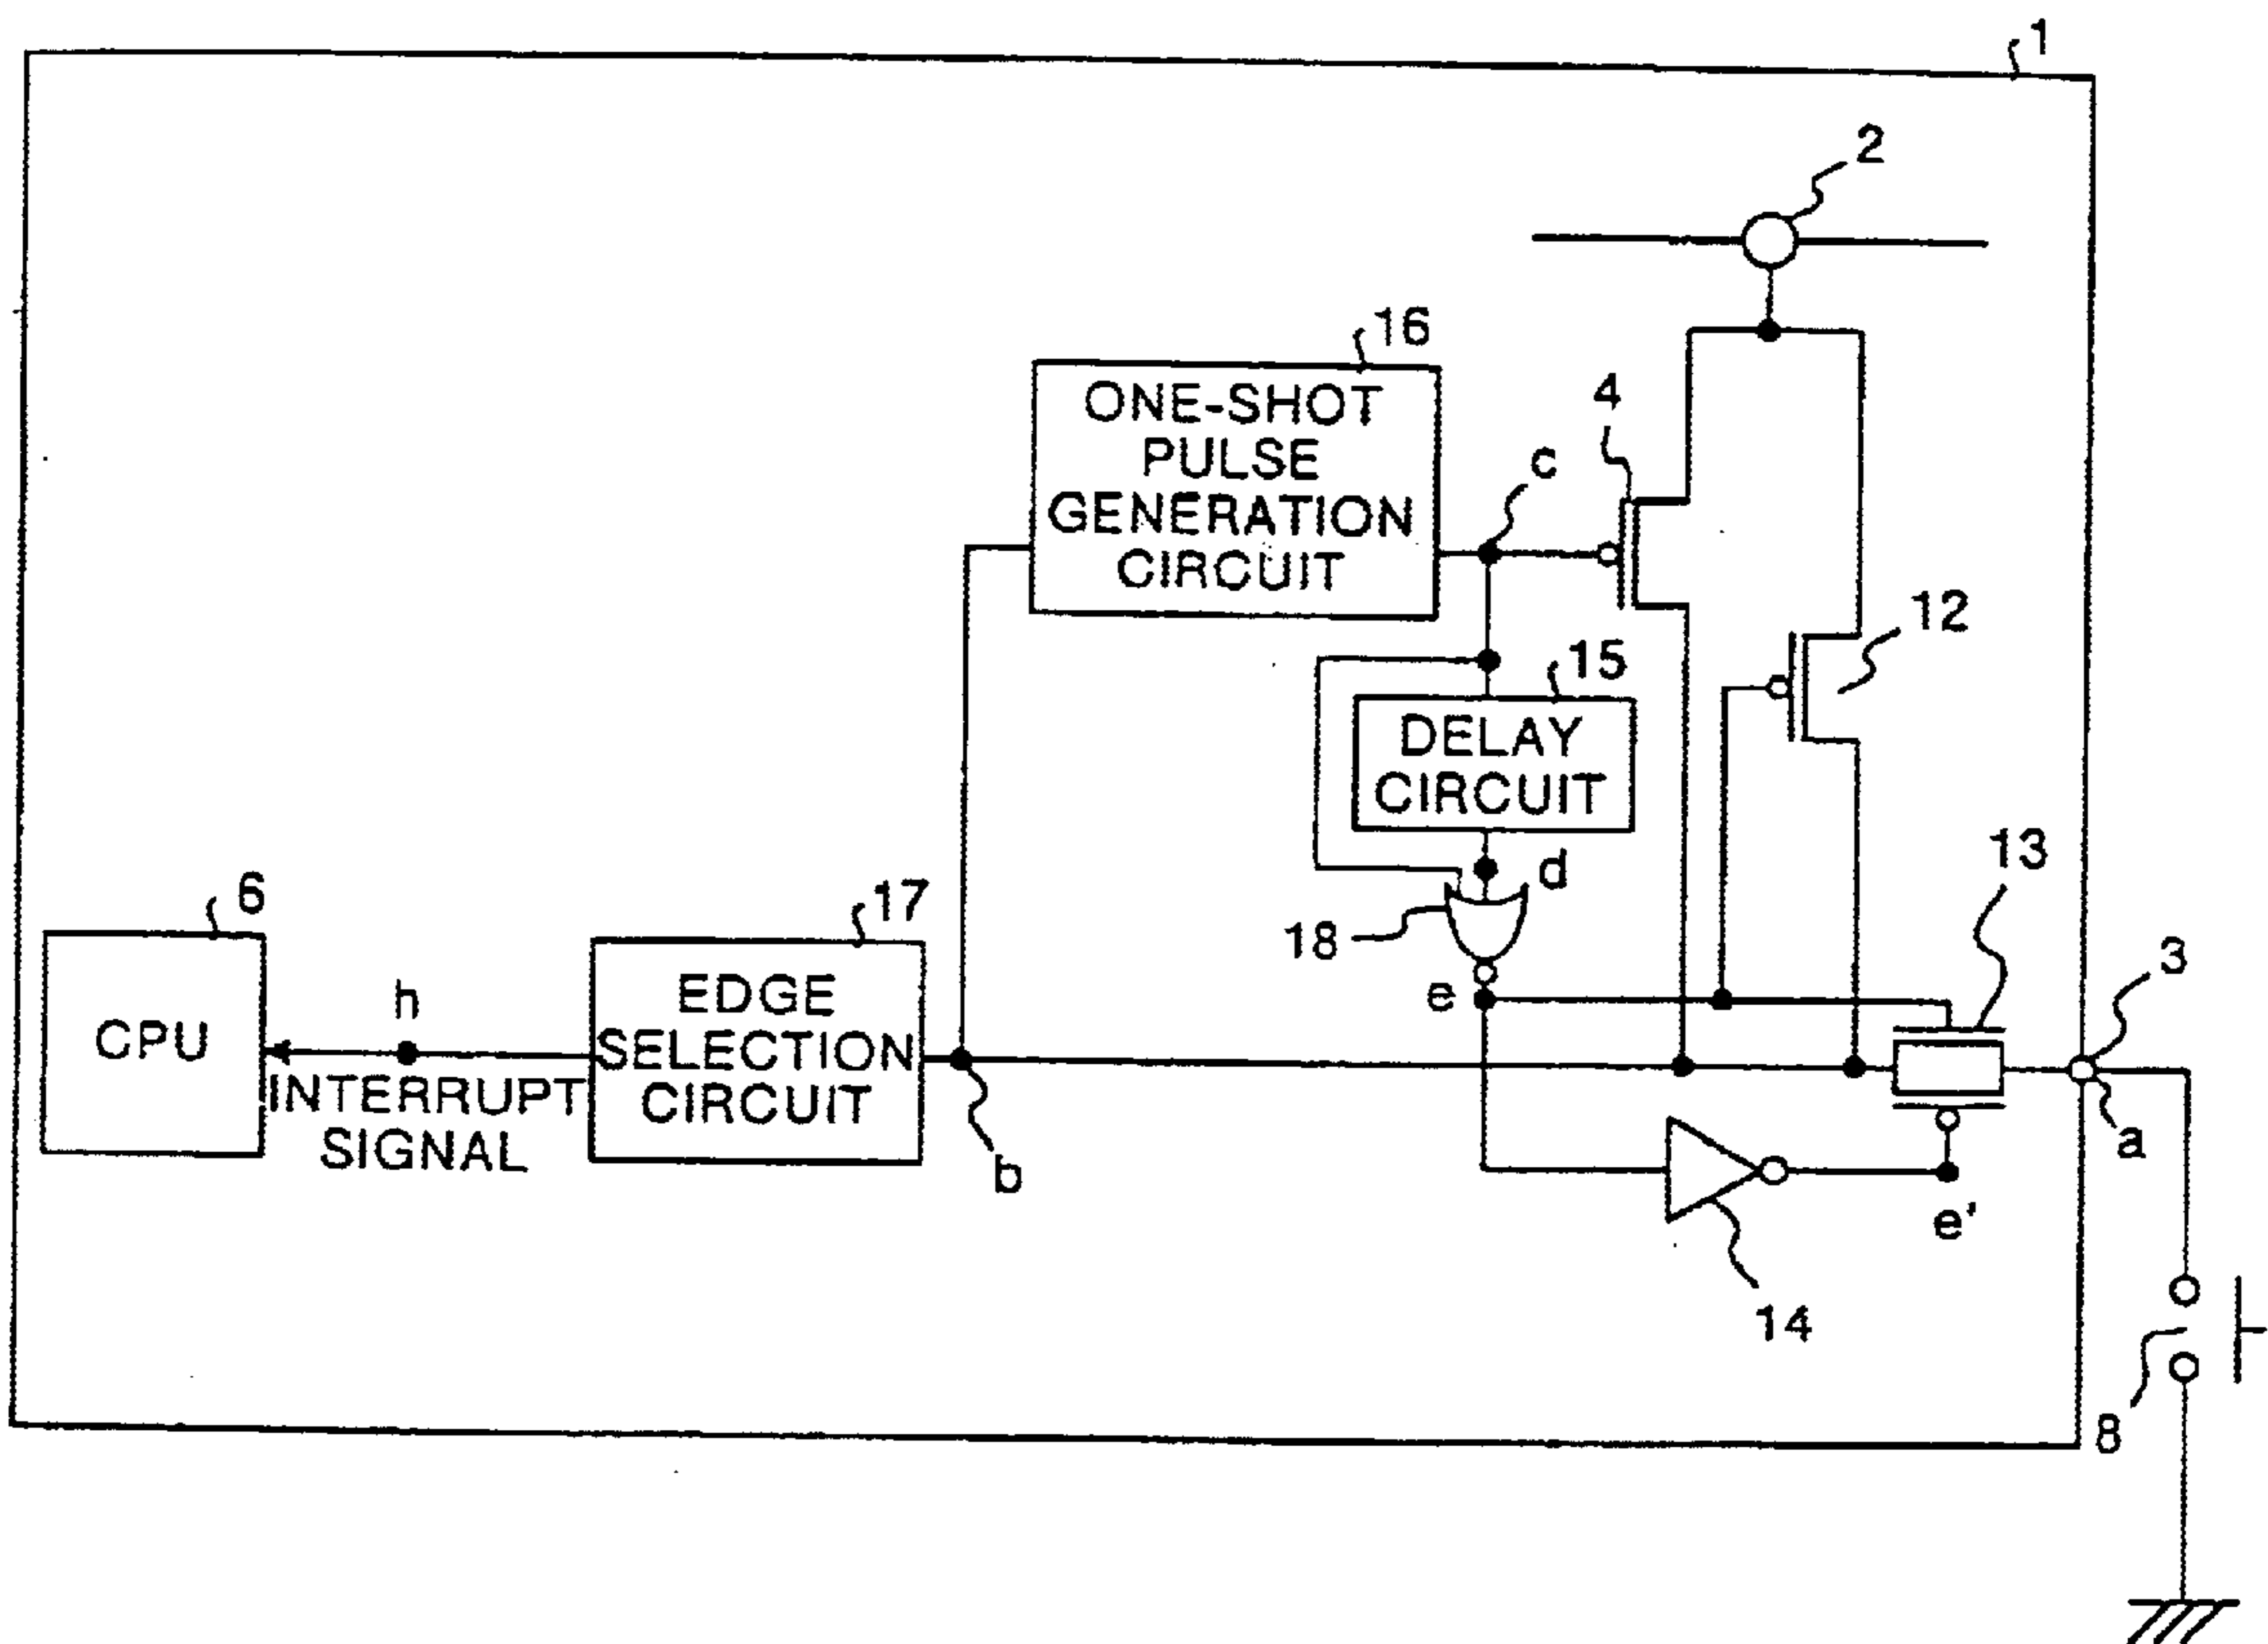 1
2
16
ONE-SHOT
PULSE
GENERATION
CIRCUIT
4
c
12
15
DELAY
CIRCUIT
13
d
18
6
17
3
CPU
h
INTERRUPT
SIGNAL
EDGE
SELECTION
CIRCUIT
e
b
a
e'
14
8